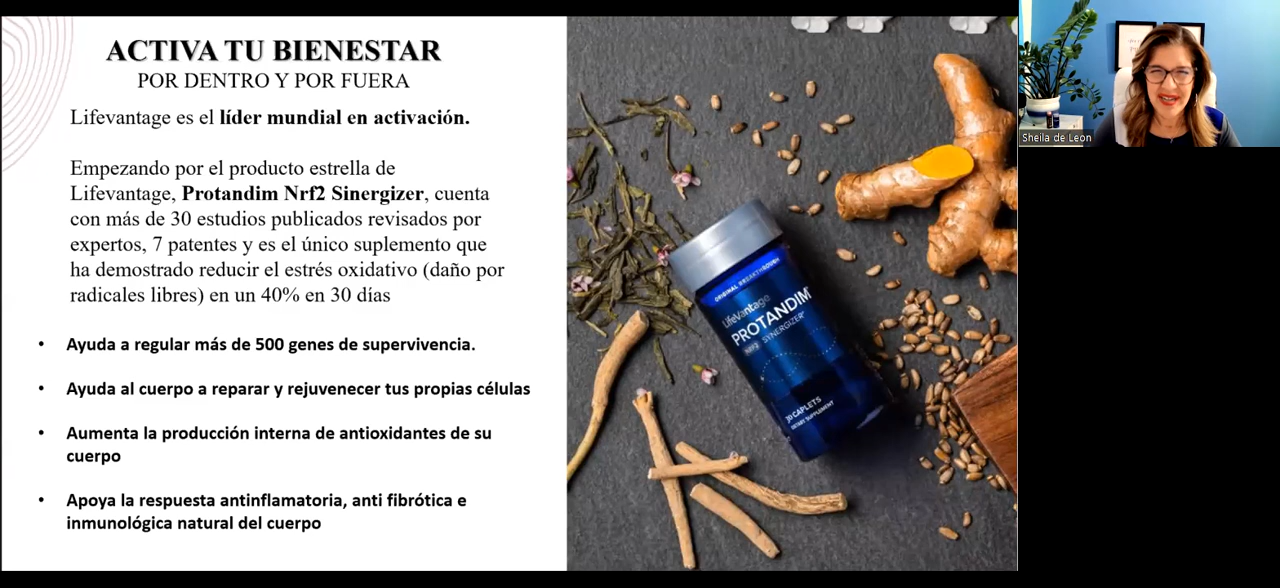 ACTIVA TU BIENESTAR
POR DENTRO Y POR FUERA
Lifevantage es el líder mundial en activación.
Empezando por el producto estrella de
Lifevantage, Protandim Nrf2 Sinergizer, cuenta
con más de 30 estudios publicados revisados por
expertos, 7 patentes y es el único suplemento que
ha demostrado reducir el estrés oxidativo (daño por
radicales libres) en un 40% en 30 días
• Ayuda a regular más de 500 genes de supervivencia.
• Ayuda al cuerpo a reparar y rejuvenecer tus propias células
• Aumenta la producción interna de antioxidantes de su
cuerpo
• Apoya la respuesta antinflamatoria, anti fibrótica e
inmunológica natural del cuerpo
ORIGINAL BREAKTHROUGH
LifeVantage
PROTANDIM
NRF2 SYNERGIZER
30 CAPLETS
DIETARY SUPPLEMENT
Sheila de Leon